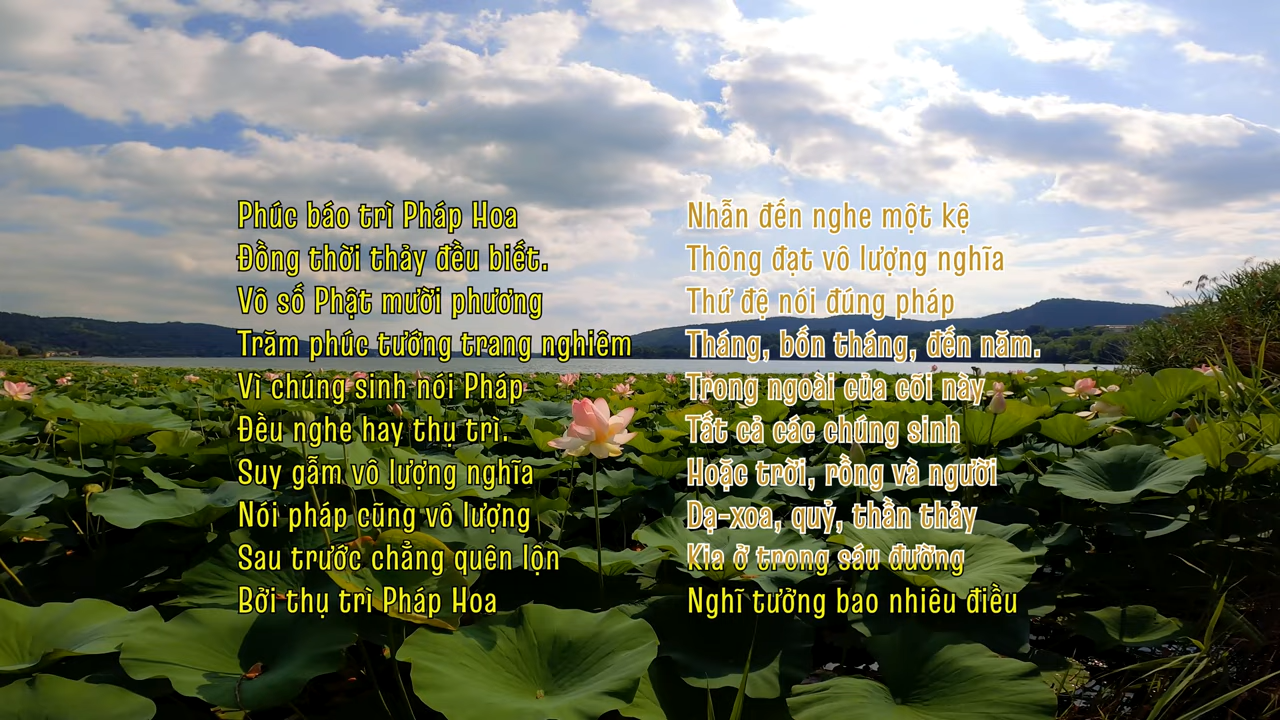 Phúc báo trì Pháp Hoa
Đồng thời thảy đều biết.
Vô số Phật mười phương
Trăm phúc tướng trang nghiêm
Vì chúng sinh nói Pháp
Đều nghe hay thụ trì.
Suy gẫm vô lượng nghĩa
Nói pháp cũng vô lượng
Sau trước chẳng quên lộn
Bởi thụ trì Pháp Hoa
Nhẫn đến nghe một kệ
Thông đạt vô lượng nghĩa
Thứ đệ nói đúng pháp
Tháng, bốn tháng, đến năm.
Trong ngoài của cõi này
Tất cả các chúng sinh
Hoặc trời, rồng và người
Dạ-xoa, quỷ, thần thảy
Kia ở trong sáu đường
Nghĩ tưởng bao nhiêu điều